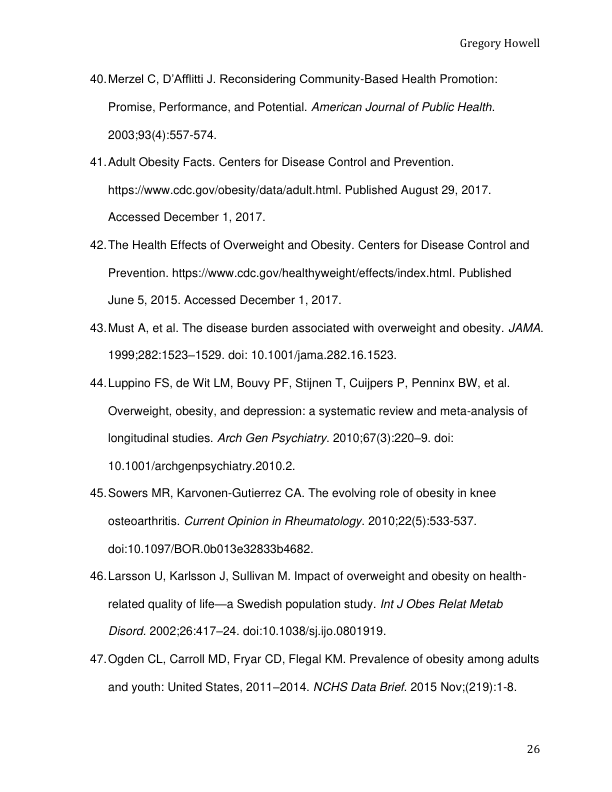 Gregory Howell
40. Merzel C, D’Afflitti J. Reconsidering Community-Based Health Promotion:
Promise, Performance, and Potential. American Journal of Public Health.
2003;93(4):557-574.
41. Adult Obesity Facts. Centers for Disease Control and Prevention.
https://www.cdc.gov/obesity/data/adult.html. Published August 29, 2017.
Accessed December 1, 2017.
42. The Health Effects of Overweight and Obesity. Centers for Disease Control and
Prevention. https://www.cdc.gov/healthyweight/effects/index.html. Published
June 5, 2015. Accessed December 1, 2017.
43. Must A, et al. The disease burden associated with overweight and obesity. JAMA.
1999;282:1523–1529. doi: 10.1001/jama.282.16.1523.
44. Luppino FS, de Wit LM, Bouvy PF, Stijnen T, Cuijpers P, Penninx BW, et al.
Overweight, obesity, and depression: a systematic review and meta-analysis of
longitudinal studies. Arch Gen Psychiatry. 2010;67(3):220–9. doi:
10.1001/archgenpsychiatry.2010.2.
45. Sowers MR, Karvonen-Gutierrez CA. The evolving role of obesity in knee
osteoarthritis. Current Opinion in Rheumatology. 2010;22(5):533-537.
doi:10.1097/BOR.0b013e32833b4682.
46. Larsson U, Karlsson J, Sullivan M. Impact of overweight and obesity on health-
related quality of life—a Swedish population study. Int J Obes Relat Metab
Disord. 2002;26:417–24. doi:10.1038/sj.ijo.0801919.
47. Ogden CL, Carroll MD, Fryar CD, Flegal KM. Prevalence of obesity among adults
and youth: United States, 2011–2014. NCHS Data Brief. 2015 Nov;(219):1-8.
26